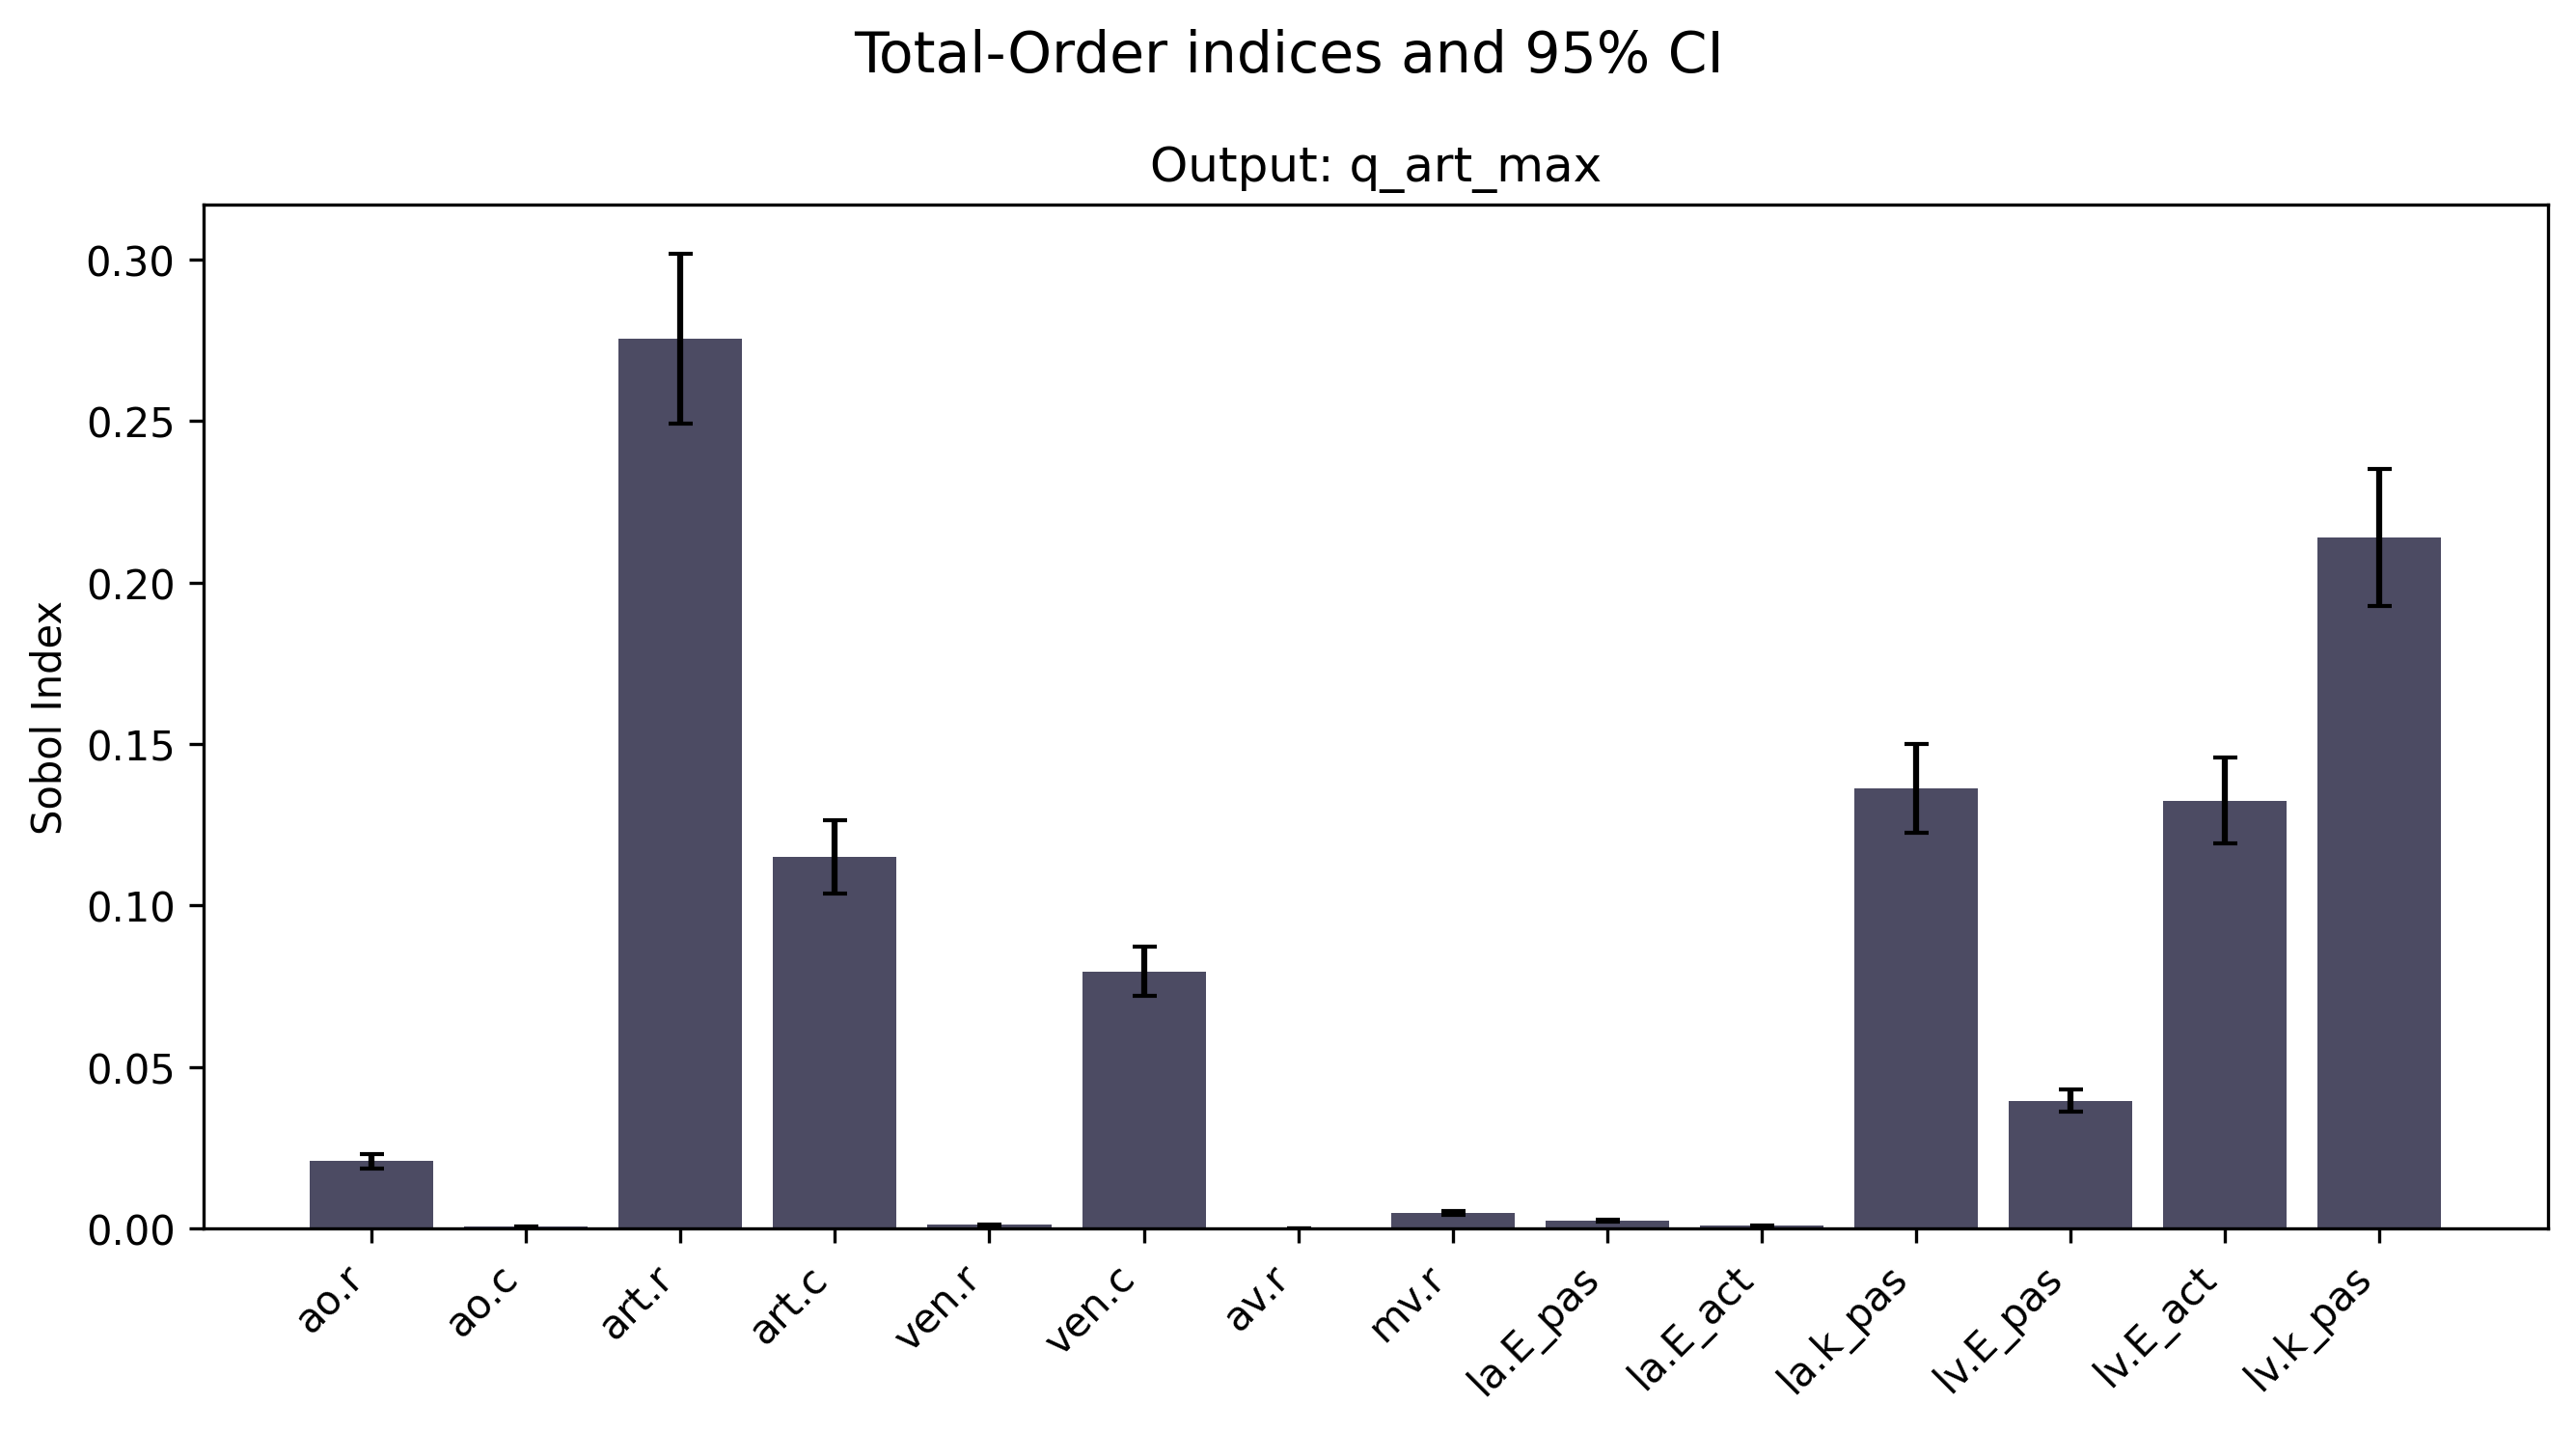 Total-Order indices and 95% CI
Output: q_art_max
Sobol Index
0.30
0.25
0.20
0.15
0.10
0.05
0.00
ao.r
ao.c
art.r
art.c
ven.r
ven.c
av.r
mv.r
la.E_pas
la.E_act
la.k_pas
lv.E_pas
lv.E_act
lv.k_pas